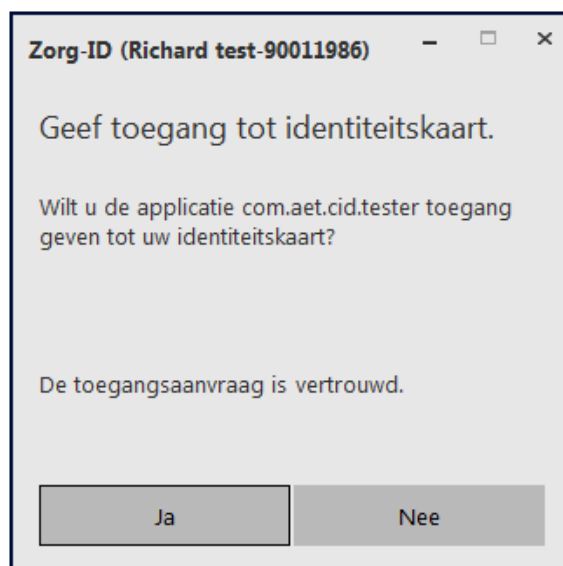 Zorg-ID (Richard test-90011986)
Geef toegang tot identiteitskaart.
Wilt u de applicatie com.aet.cid.tester toegang
geven tot uw identiteitskaart?
De toegangsaanvraag is vertrouwd.
Ja
Nee